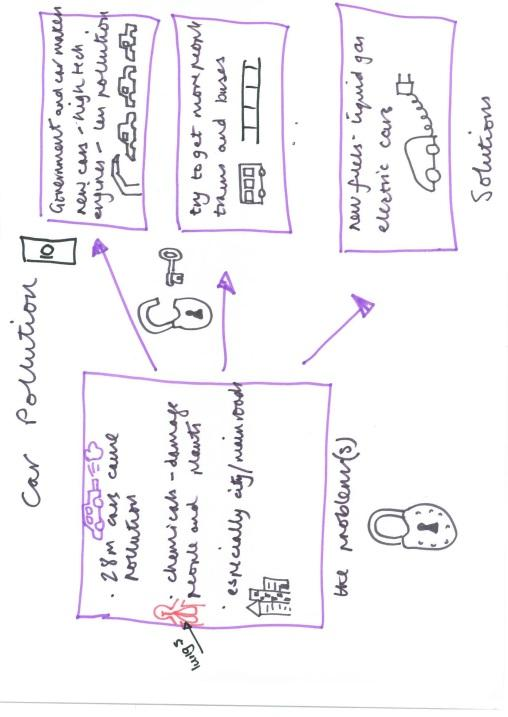 Car Pollution
10
· 28m cars cause
pollution
· chemicals - damage
people and plants
lungs
· especially city/main roads
the problem(s)
Government and car makers
new cars - high tech
engines - less pollution
try to get more people
trains and buses
new fuels - liquid gas
electric cars
Solutions